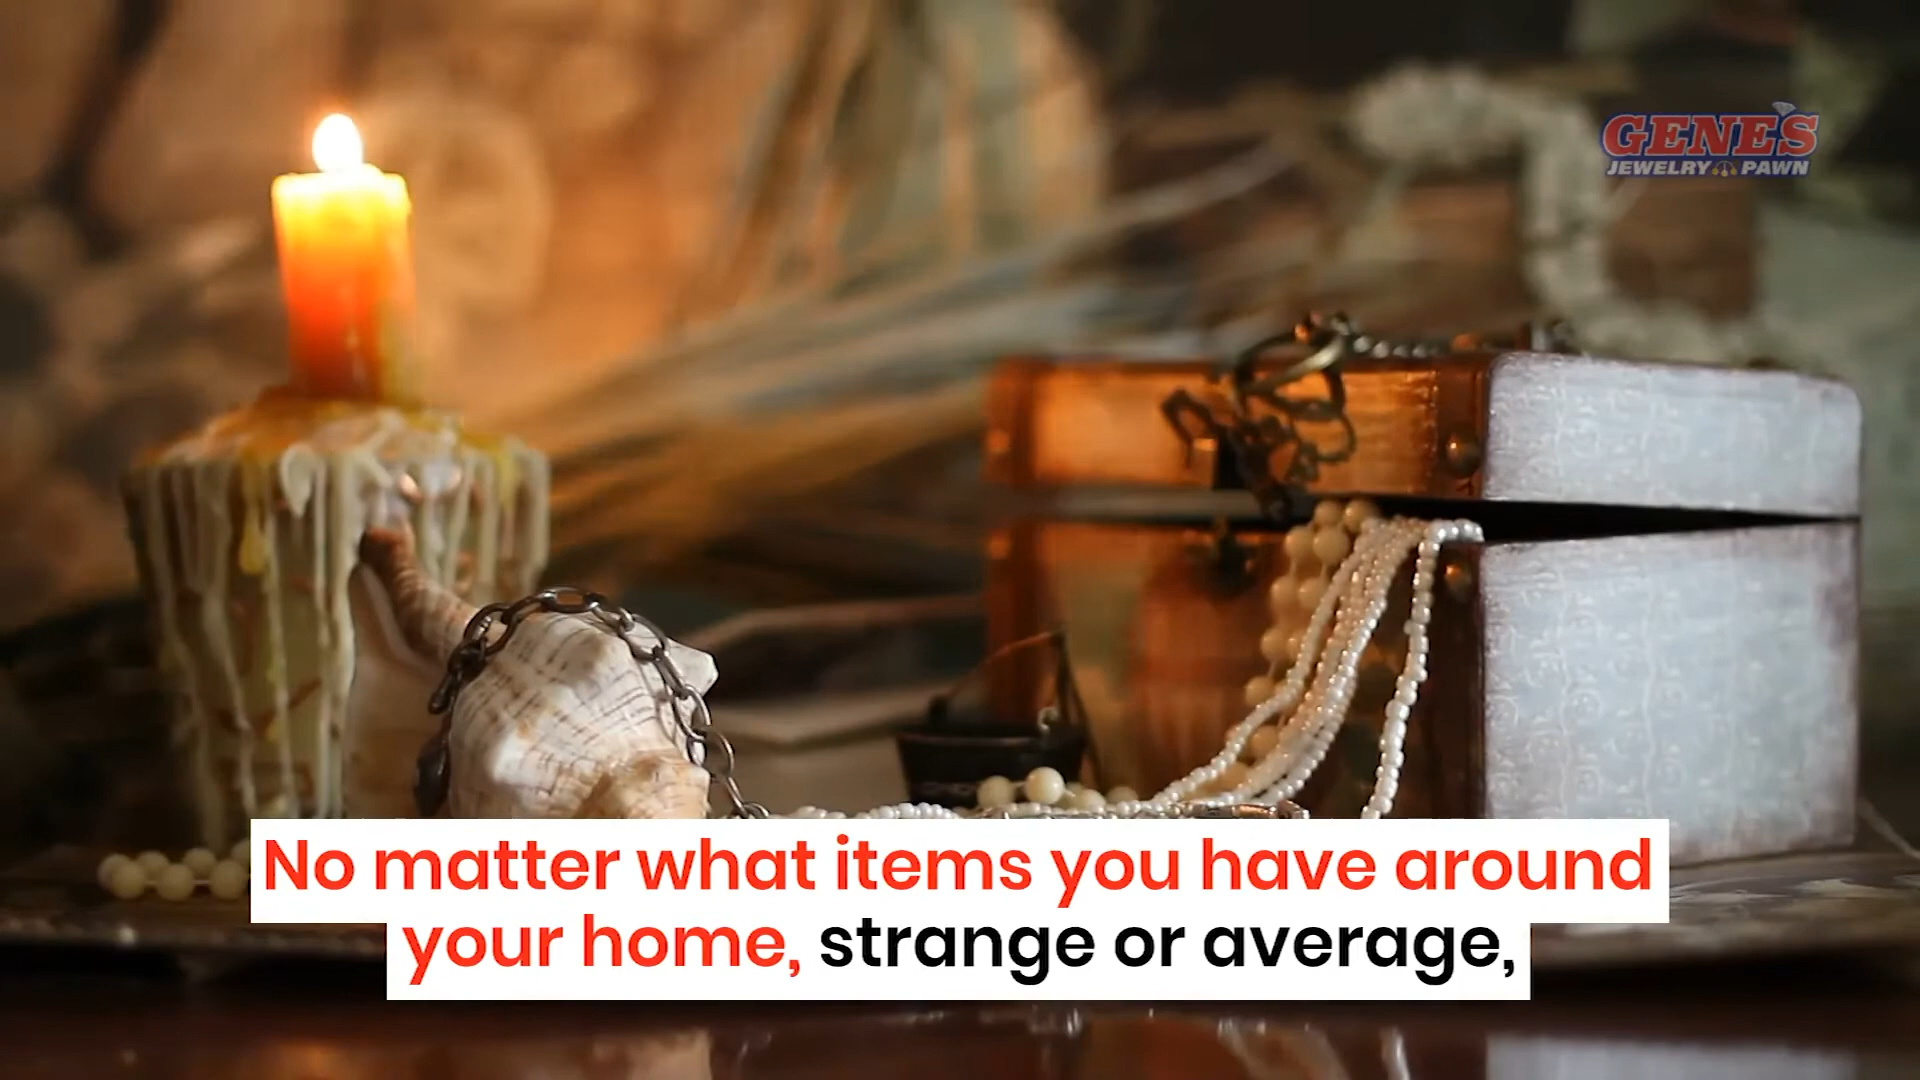 GENE'S
JEWELRY PAWN
No matter what items you have around
your home, strange or average,